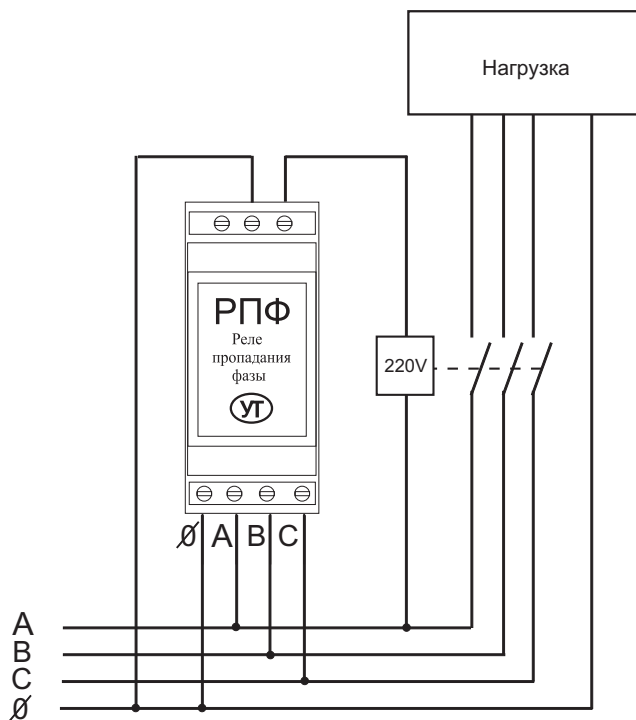 Нагрузка
РПФ
Реле
пропадания
фазы
УТ
220V
Ø A B C
A
B
C
Ø